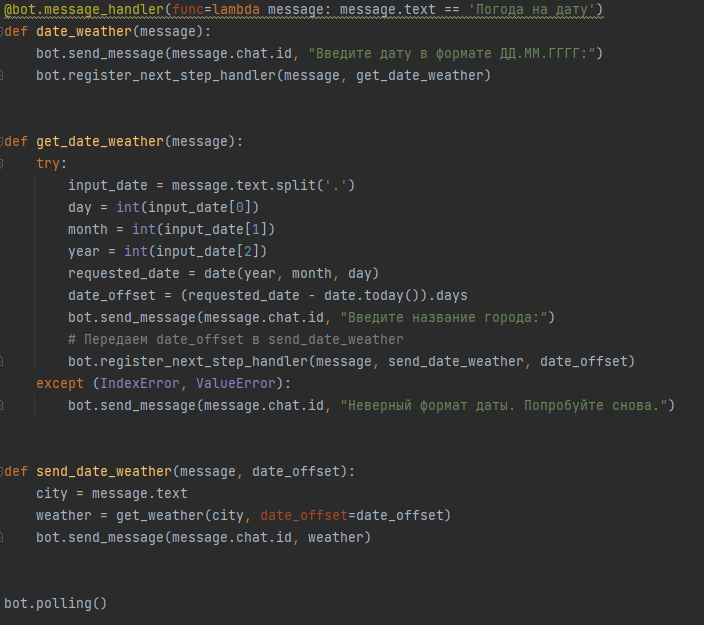 @bot.message_handler(func=lambda message: message.text == 'Погода на дату')
def date_weather(message):
    bot.send_message(message.chat.id, "Введите дату в формате ДД.ММ.ГГГГ:")
    bot.register_next_step_handler(message, get_date_weather)
def get_date_weather(message):
    try:
        input_date = message.text.split('.')
        day = int(input_date[0])
        month = int(input_date[1])
        year = int(input_date[2])
        requested_date = date(year, month, day)
        date_offset = (requested_date - date.today()).days
        bot.send_message(message.chat.id, "Введите название города:")
        # Передаем date_offset в send_date_weather
        bot.register_next_step_handler(message, send_date_weather, date_offset)
    except (IndexError, ValueError):
        bot.send_message(message.chat.id, "Неверный формат даты. Попробуйте снова.")
def send_date_weather(message, date_offset):
    city = message.text
    weather = get_weather(city, date_offset=date_offset)
    bot.send_message(message.chat.id, weather)
bot.polling()